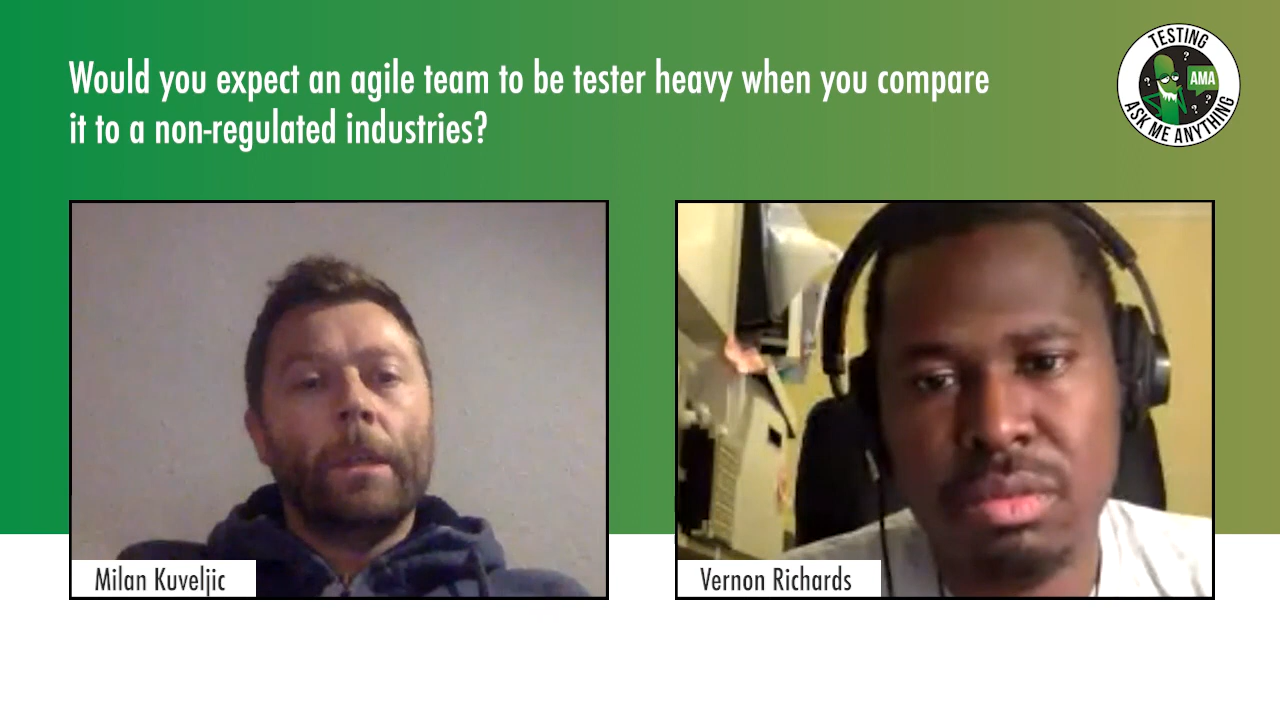 Would you expect an agile team to be tester heavy when you compare
it to a non-regulated industries?
TESTING
AMA
ASK ME ANYTHING
Milan Kuveljic
Vernon Richards